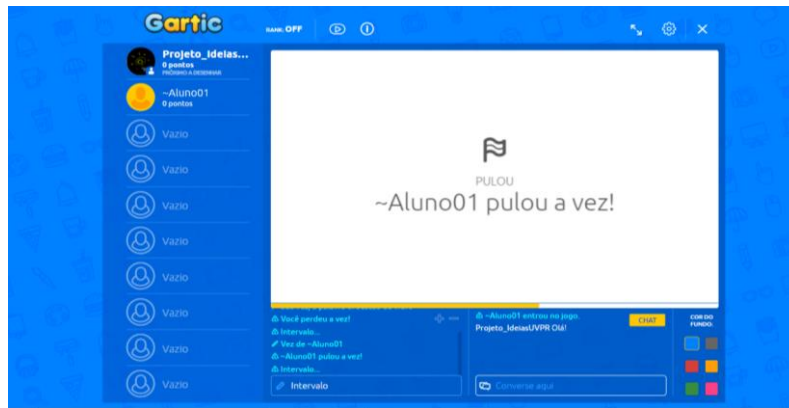 Gartic
RANK: OFF
Projeto_Ideias...
0 pontos
PRÓXIMO A DESENHAR
~Aluno01
0 pontos
Vazio
Vazio
Vazio
Vazio
Vazio
Vazio
Vazio
Vazio
PULOU
~Aluno01 pulou a vez!
Você perdeu a vez!
Intervalo...
Vez de ~Aluno01
~Aluno01 pulou a vez!
Intervalo...
Intervalo
~Aluno01 entrou no jogo.
Projeto_IdeiasUVPR Olá!
CHAT
Converse aqui
COR DO
FUNDO: